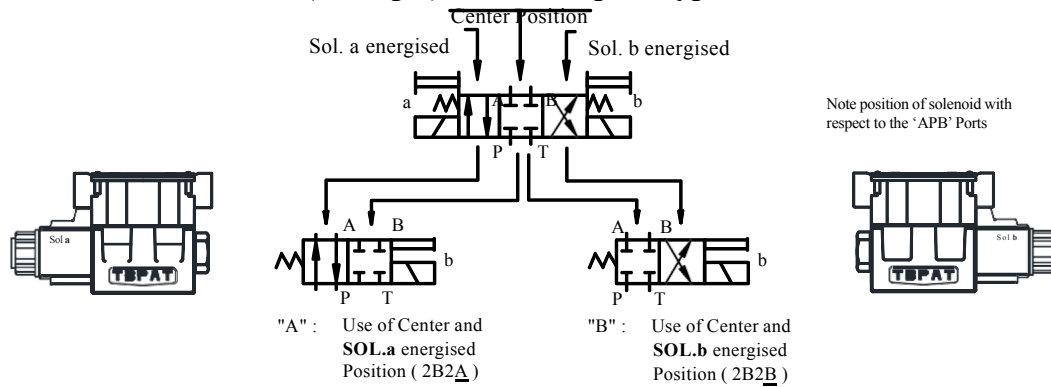 Center Position
Sol. a energised
Sol. b energised
a
A
B
b
P
T
Note position of solenoid with
respect to the ‘APB’ Ports
Sol a
TBPAT
A
B
b
P
T
A
B
b
P
T
Sol b
TBPAT
"A" : Use of Center and
SOL.a energised
Position ( 2B2A )
"B" : Use of Center and
SOL.b energised
Position ( 2B2B )